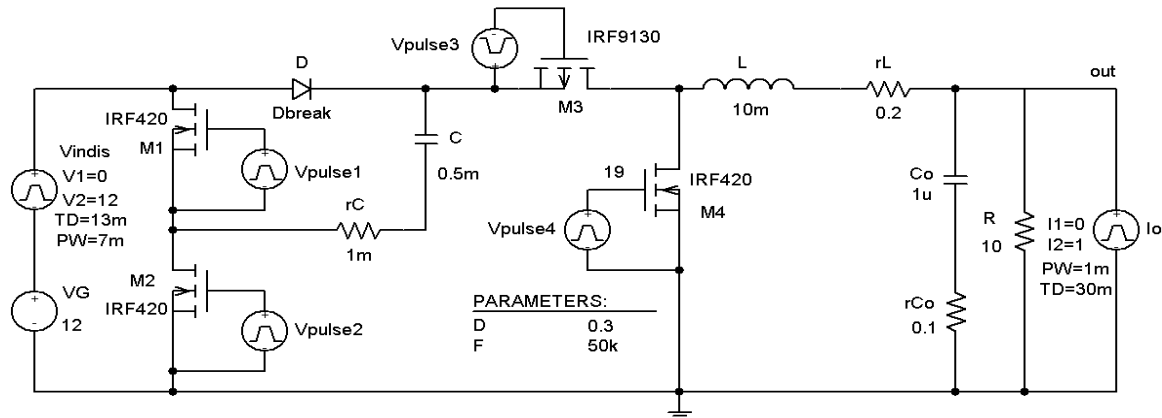 Vpulse3
IRF9130
M3
D
Dbreak
L
10m
rL
0.2
out
IRF420
M1
Vpulse1
C
0.5m
Vindis
V1=0
V2=12
TD=13m
PW=7m
rC
1m
19
IRF420
M4
Vpulse4
Co
1u
R
10
I1=0
I2=1
PW=1m
TD=30m
Io
M2
IRF420
Vpulse2
VG
12
rCo
0.1
PARAMETERS:
D 0.3
F 50k